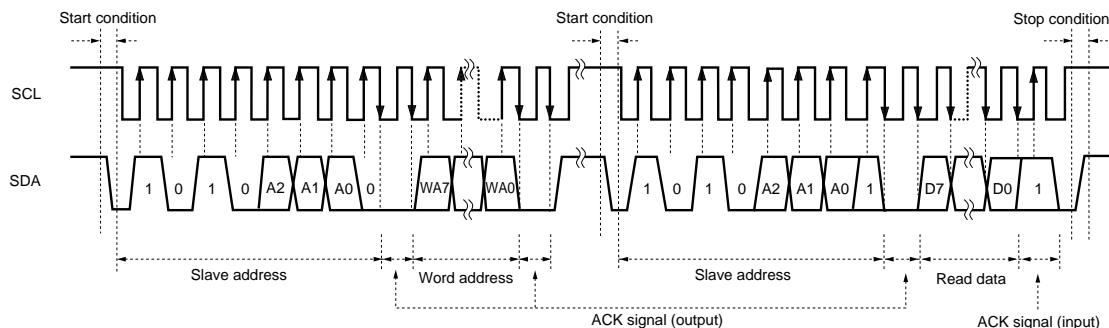 Start condition
Start condition
Stop condition
SCL
SDA
1 0 1 0 A2 A1 A0 0 WA7 WA0 1 0 1 0 A2 A1 A0 1 D7 D0 1
Slave address
Word address
Slave address
Read data
ACK signal (output)
ACK signal (input)